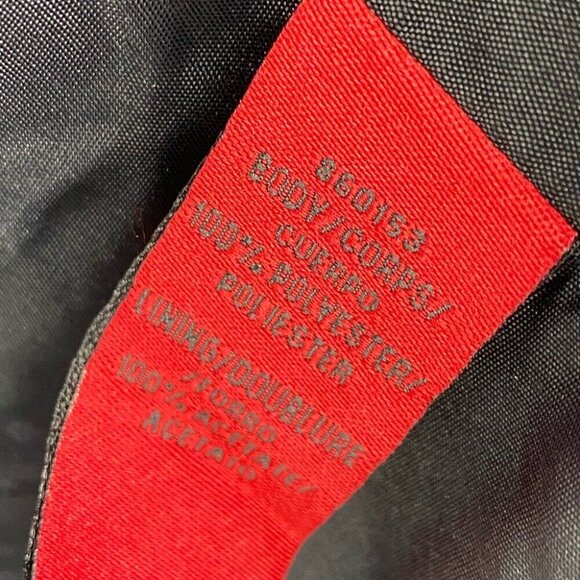 860153
BODY/CORPS/
CUERPO
100% POLYESTER/
POLIESTER
LINING/DOUBLURE
/FORRO
100% ACETATE/
ACETATO